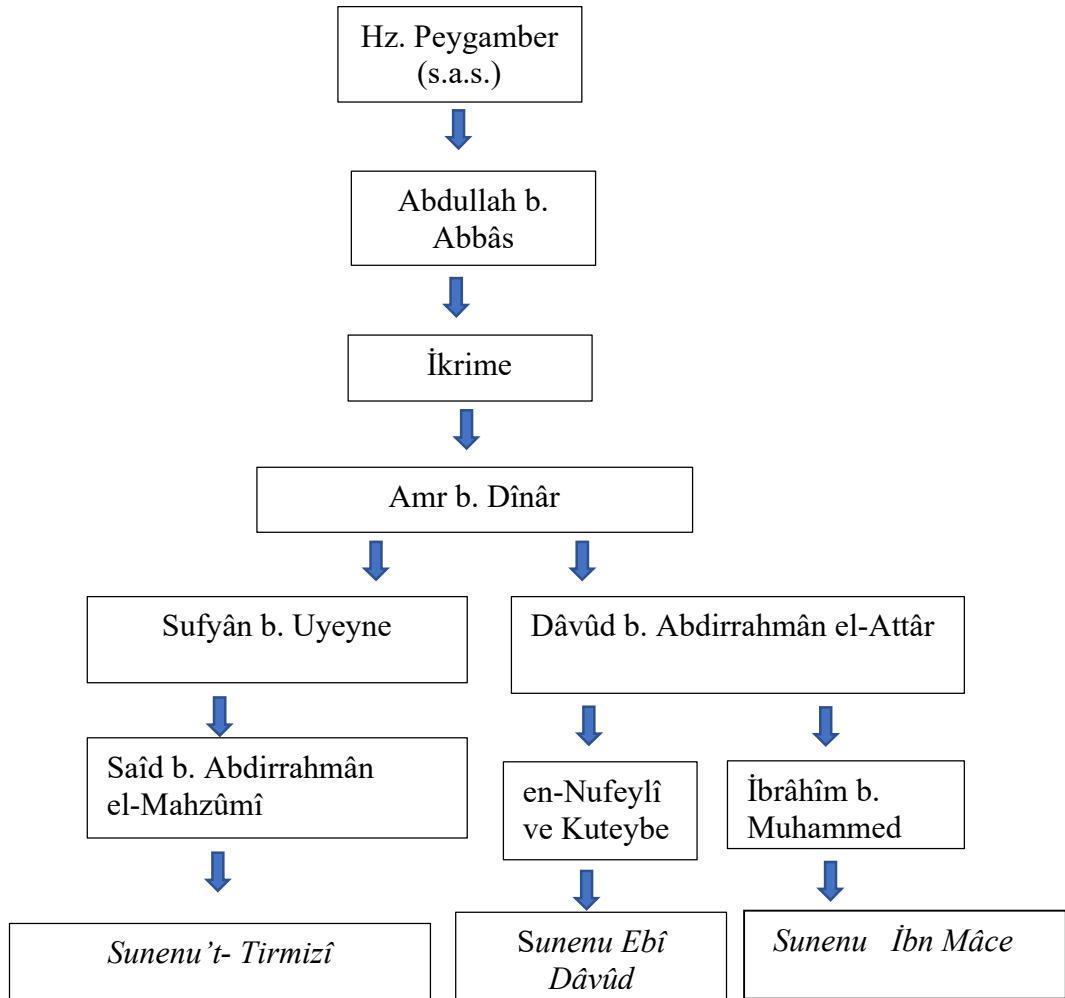 Hz. Peygamber
(s.a.s.)
Abdullah b.
Abbâs
İkrime
Amr b. Dînâr
Sufyân b. Uyeyne
Dâvûd b. Abdirrahmân el-Attâr
Saîd b. Abdirrahmân
el-Mahzûmî
en-Nufeylî
ve Kuteybe
İbrâhîm b.
Muhammed
Sunenu’t- Tirmizî
Sunenu Ebî
Dâvûd
Sunenu İbn Mâce